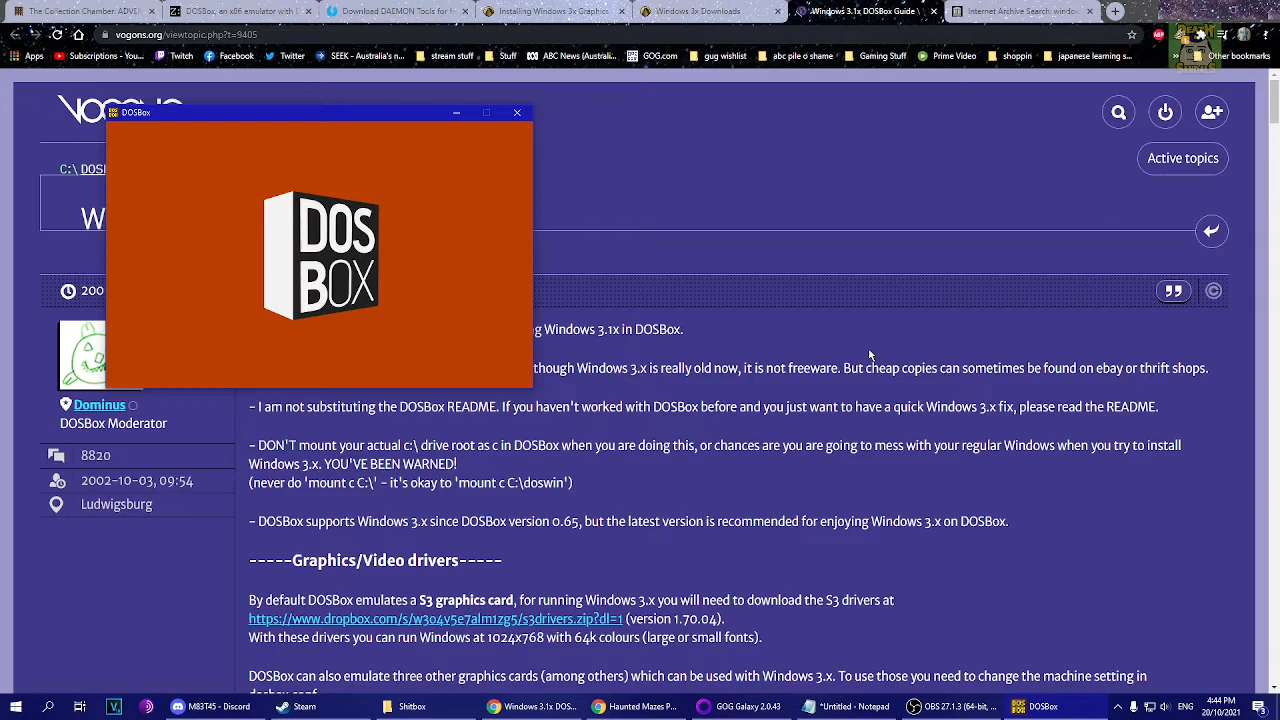 The Collection Chamber ADVE
DOSBox, an x86 emulator with D
Download DAEMON Tools for f
Installing Windows 3x Graphics
Windows 3x Downloads
Windows 3.1x DOSBox Guide \
Internet Archive Search: window
vogons.org/viewtopic.php?t=9405
Apps
Subscriptions - You...
Twitch
Facebook
Twitter
SEEK - Australia's n...
stream stuff
Stuff
ABC News (Australi...
GOG.com
gug wishlist
abc pile o shame
Gaming Stuff
Prime Video
shoppin
japanese learning s...
Other bookmarks
DOSBox
DOS
BOX
Active topics
C:\ DOSI
W
200
g Windows 3.1x in DOSBox.
though Windows 3.x is really old now, it is not freeware. But cheap copies can sometimes be found on ebay or thrift shops.
Dominus
DOSBox Moderator
8820
2002-10-03, 09:54
Ludwigsburg
- I am not substituting the DOSBox README. If you haven't worked with DOSBox before and you just want to have a quick Windows 3.x fix, please read the README.
- DON'T mount your actual c:\ drive root as c in DOSBox when you are doing this, or chances are you are going to mess with your regular Windows when you try to install
Windows 3.x. YOU'VE BEEN WARNED!
(never do 'mount c C:\' - it's okay to 'mount c C:\doswin')
- DOSBox supports Windows 3.x since DOSBox version 0.65, but the latest version is recommended for enjoying Windows 3.x on DOSBox.
-----Graphics/Video drivers-----
By default DOSBox emulates a S3 graphics card, for running Windows 3.x you will need to download the S3 drivers at
https://www.dropbox.com/s/w3o4v5e7alm1zg5/s3drivers.zip?dl=1 (version 1.70.04).
With these drivers you can run Windows at 1024x768 with 64k colours (large or small fonts).
DOSBox can also emulate three other graphics cards (among others) which can be used with Windows 3.x. To use those you need to change the machine setting in
dosbox.conf
M83T45 - Discord
Steam
Shitbox
Windows 3.1x DOS...
Haunted Mazes P...
GOG Galaxy 2.0.43
*Untitled - Notepad
OBS 27.1.3 (64-bit, ...
DOSBox
ENG
4:44 PM
20/10/2021